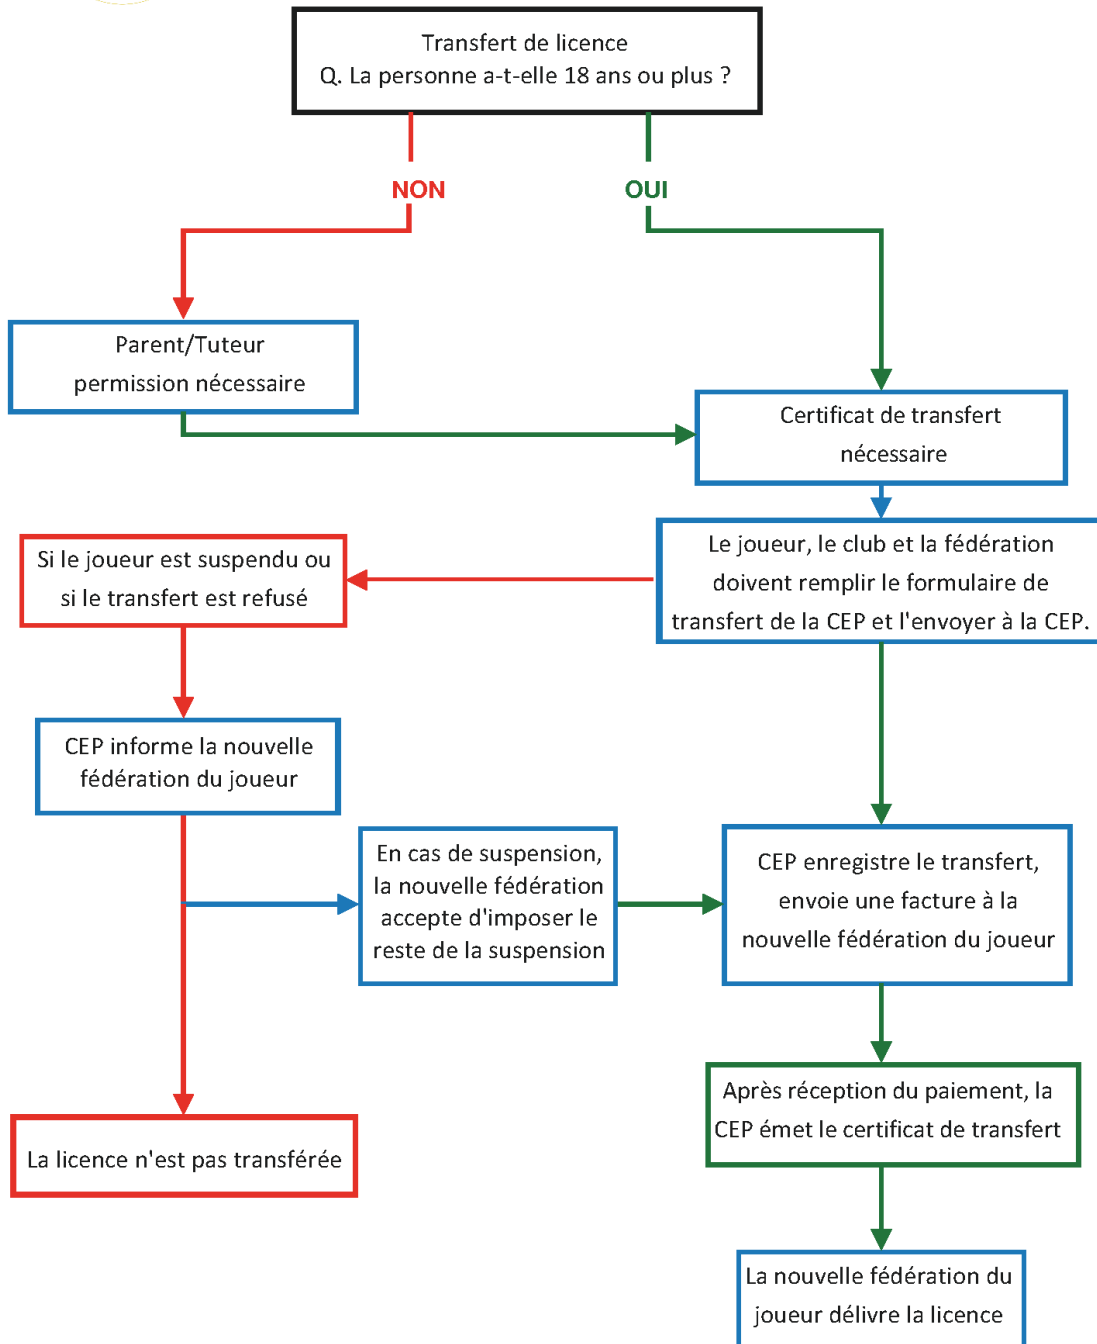 Transfert de licence
Q. La personne a-t-elle 18 ans ou plus ?
NON
OUI
Parent/Tuteur
permission nécessaire
Certificat de transfert
nécessaire
Le joueur, le club et la fédération
doivent remplir le formulaire de
transfert de la CEP et l'envoyer à la CEP.
Si le joueur est suspendu ou
si le transfert est refusé
CEP informe la nouvelle
fédération du joueur
En cas de suspension,
la nouvelle fédération
accepte d'imposer le
reste de la suspension
CEP enregistre le transfert,
envoie une facture à la
nouvelle fédération du joueur
Après réception du paiement, la
CEP émet le certificat de transfert
La licence n'est pas transférée
La nouvelle fédération du
joueur délivre la licence